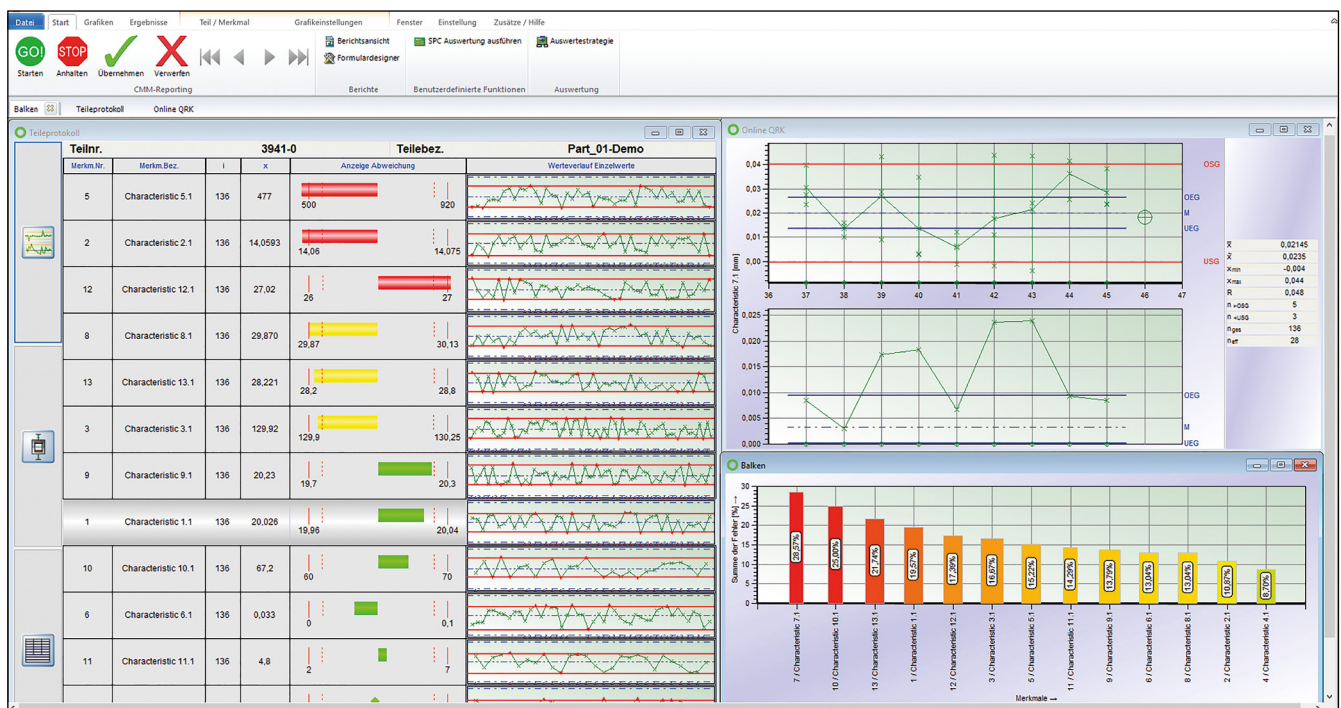 Datei Start Grafiken Ergebnisse Teil / Merkmal Grafikeinstellungen Fenster Einstellung Zusätze / Hilfe
GO! STOP
Starten Anhalten Übernehmen Verwerfen
Berichtsansicht SPC Auswertung ausführen Auswertestrategie
Formulardesigner
CMM-Reporting Berichte Benutzerdefinierte Funktionen Auswertung
Balken Teileprotokoll Online QRK
Teileprotokoll
Teilnr. 3941-0 Teilebez. Part_01-Demo
Merkm.Nr. Merkm.Bez. i x Anzeige Abweichung Werteverlauf Einzelwerte
5 Characteristic 5.1 136 477 500 920
2 Characteristic 2.1 136 14,0593 14,06 14,075
12 Characteristic 12.1 136 27,02 26 27
8 Characteristic 8.1 136 29,870 29,87 30,13
13 Characteristic 13.1 136 28,221 28,2 28,8
3 Characteristic 3.1 136 129,92 129,9 130,25
9 Characteristic 9.1 136 20,23 19,7 20,3
1 Characteristic 1.1 136 20,026 19,96 20,04
10 Characteristic 10.1 136 67,2 60 70
6 Characteristic 6.1 136 0,033 0 0,1
11 Characteristic 11.1 136 4,8 2 7
Online QRK
Characteristic 7.1 [mm]
0,04 OSG
0,03 OEG
0,02 M
0,01 UEG
0,00 USG
36 37 38 39 40 41 42 43 44 45 46 47
0,025
0,020
0,015
0,010 OEG
0,005 M
0,000 UEG
x̅ 0,02145
x̃ 0,0235
xmin -0,004
xmax 0,044
R 0,048
n >OSG 5
n <USG 3
nges 136
neff 28
Balken
Summe der Fehler [%] →
30
25
20
15
10
5
0
28,57% 25,00% 21,74% 19,57% 17,39% 16,67% 15,22% 14,29% 13,79% 13,04% 13,04% 10,87% 8,70%
7 / Characteristic 7.1
10 / Characteristic 10.1
13 / Characteristic 13.1
1 / Characteristic 1.1
12 / Characteristic 12.1
3 / Characteristic 3.1
5 / Characteristic 5.1
11 / Characteristic 11.1
9 / Characteristic 9.1
6 / Characteristic 6.1
8 / Characteristic 8.1
2 / Characteristic 2.1
4 / Characteristic 4.1
Merkmale →